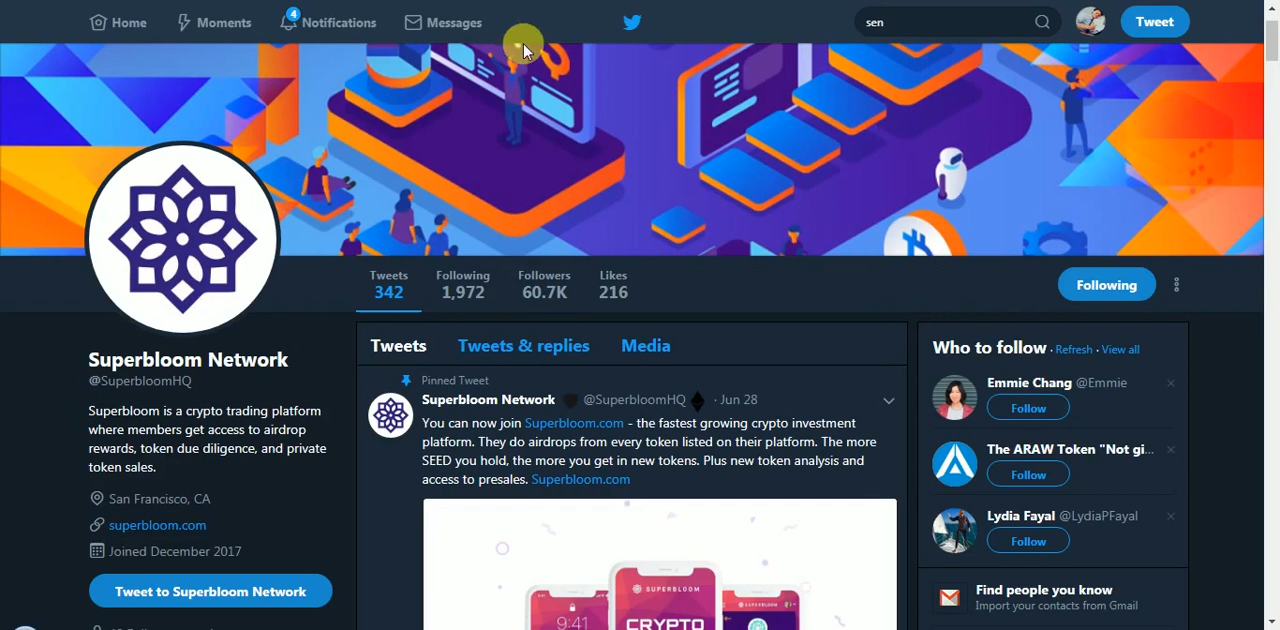 Home Moments 4 Notifications Messages sen Tweet
Tweets Following Followers Likes
342 1,972 60.7K 216
Following
Superbloom Network
@SuperbloomHQ
Superbloom is a crypto trading platform
where members get access to airdrop
rewards, token due diligence, and private
token sales.
San Francisco, CA
superbloom.com
Joined December 2017
Tweet to Superbloom Network
Tweets Tweets & replies Media
Pinned Tweet
Superbloom Network @SuperbloomHQ · Jun 28
You can now join Superbloom.com - the fastest growing crypto investment
platform. They do airdrops from every token listed on their platform. The more
SEED you hold, the more you get in new tokens. Plus new token analysis and
access to presales. Superbloom.com
SUPERBLOOM
9:41
CRYPTO
Who to follow · Refresh · View all
Emmie Chang @Emmie
Follow
The ARAW Token "Not gi...
Follow
Lydia Fayal @LydiaPFayal
Follow
Find people you know
Import your contacts from Gmail